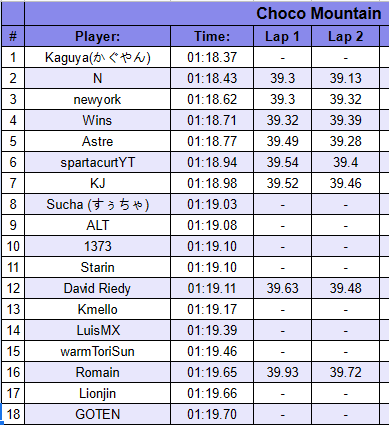 Choco Mountain
# Player: Time: Lap 1 Lap 2
1 Kaguya(かぐやん) 01:18.37 - -
2 N 01:18.43 39.3 39.13
3 newyork 01:18.62 39.3 39.32
4 Wins 01:18.71 39.32 39.39
5 Astre 01:18.77 39.49 39.28
6 spartacurtYT 01:18.94 39.54 39.4
7 KJ 01:18.98 39.52 39.46
8 Sucha (すぅちゃ) 01:19.03 - -
9 ALT 01:19.08 - -
10 1373 01:19.10 - -
11 Starin 01:19.10 - -
12 David Riedy 01:19.11 39.63 39.48
13 Kmello 01:19.17 - -
14 LuisMX 01:19.39 - -
15 warmToriSun 01:19.46 - -
16 Romain 01:19.65 39.93 39.72
17 Lionjin 01:19.66 - -
18 GOTEN 01:19.70 - -